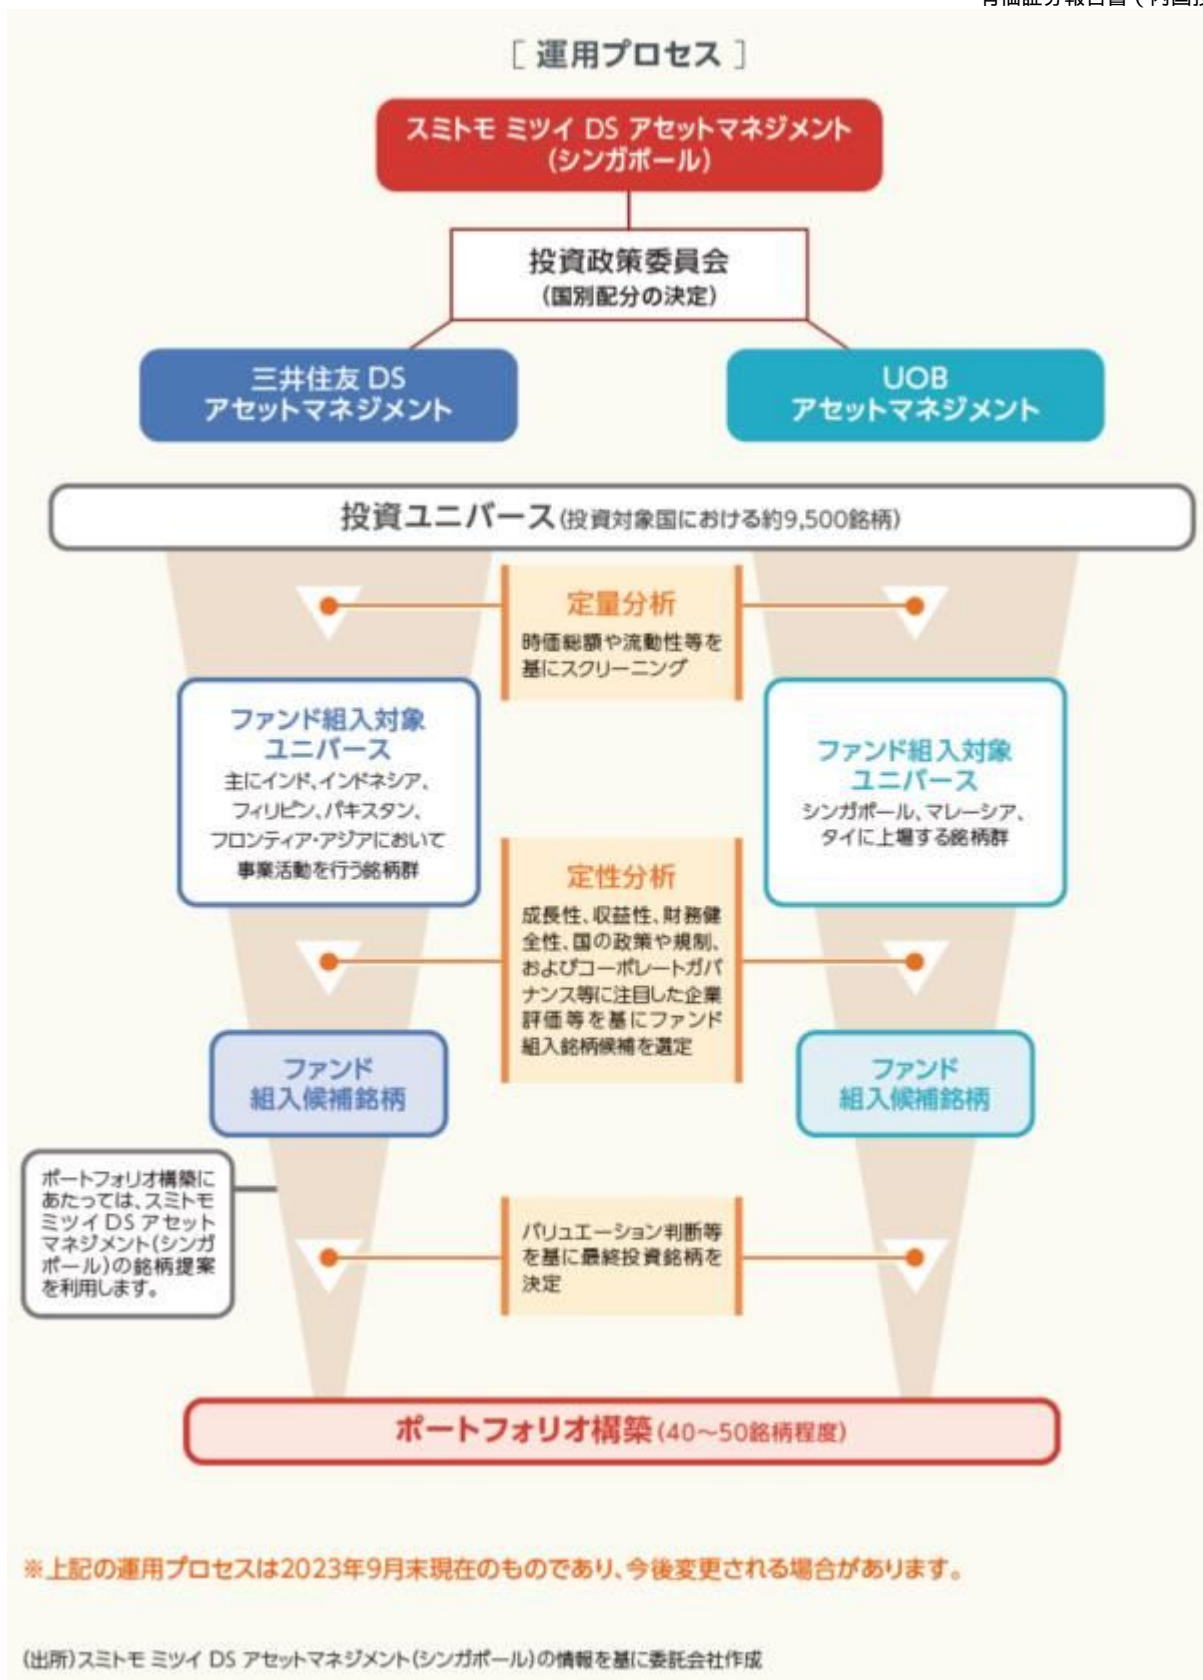 ［ 運用プロセス ］
スミトモ ミツイ DS アセットマネジメント
(シンガポール)
投資政策委員会
(国別配分の決定)
三井住友 DS
アセットマネジメント
UOB
アセットマネジメント
投資ユニバース(投資対象国における約9,500銘柄)
定量分析
時価総額や流動性等を
基にスクリーニング
ファンド組入対象
ユニバース
主にインド、インドネシア、
フィリピン、パキスタン、
フロンティア・アジアにおいて
事業活動を行う銘柄群
ファンド組入対象
ユニバース
シンガポール、マレーシア、
タイに上場する銘柄群
定性分析
成長性、収益性、財務健
全性、国の政策や規制、
およびコーポレートガバ
ナンス等に注目した企業
評価等を基にファンド
組入銘柄候補を選定
ファンド
組入候補銘柄
ファンド
組入候補銘柄
ポートフォリオ構築に
あたっては、スミトモ
ミツイ DS アセット
マネジメント(シンガ
ポール)の銘柄提案
を利用します。
バリュエーション判断等
を基に最終投資銘柄を
決定
ポートフォリオ構築(40～50銘柄程度)
※上記の運用プロセスは2023年9月末現在のものであり、今後変更される場合があります。
(出所)スミトモ ミツイ DS アセットマネジメント(シンガポール)の情報を基に委託会社作成